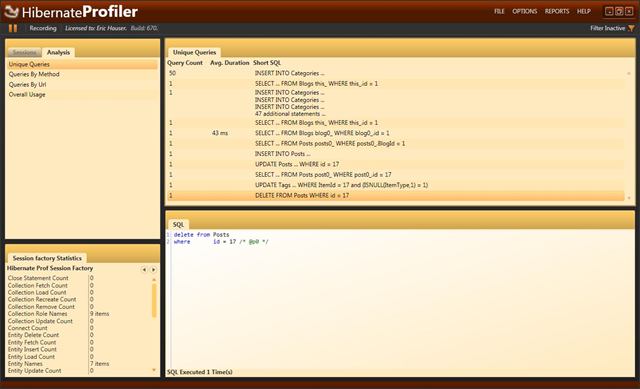 HibernateProfiler
FILE OPTIONS REPORTS HELP
Recording Licensed to: Eric Hauser. Build: 670. Filter Inactive
Sessions Analysis
Unique Queries
Queries By Method
Queries By Url
Overall Usage
Unique Queries
Query Count Avg. Duration Short SQL
50 INSERT INTO Categories ...
1 SELECT ... FROM Blogs this_ WHERE this_.id = 1
1 INSERT INTO Categories ...
INSERT INTO Categories ...
INSERT INTO Categories ...
47 additional statements ...
1 SELECT ... FROM Blogs this_ WHERE this_.id = 1
1 43 ms SELECT ... FROM Blogs blog0_ WHERE blog0_.id = 1
1 SELECT ... FROM Posts posts0_ WHERE posts0_.BlogId = 1
1 INSERT INTO Posts ...
1 UPDATE Posts ... WHERE id = 17
1 SELECT ... FROM Posts post0_ WHERE post0_.id = 17
1 UPDATE Tags ... WHERE ItemId = 17 and (ISNULL(ItemType,1) = 1)
1 DELETE FROM Posts WHERE id = 17
SQL
1 delete from Posts
2 where id = 17 /* @p0 */
SQL Executed 1 Time(s)
Session factory Statistics
Hibernate Prof Session Factory
Close Statement Count 0
Collection Fetch Count 0
Collection Load Count 0
Collection Recreate Count 0
Collection Remove Count 0
Collection Role Names 9 items
Collection Update Count 0
Connect Count 0
Entity Delete Count 0
Entity Fetch Count 0
Entity Insert Count 0
Entity Load Count 0
Entity Names 7 items
Entity Update Count 0